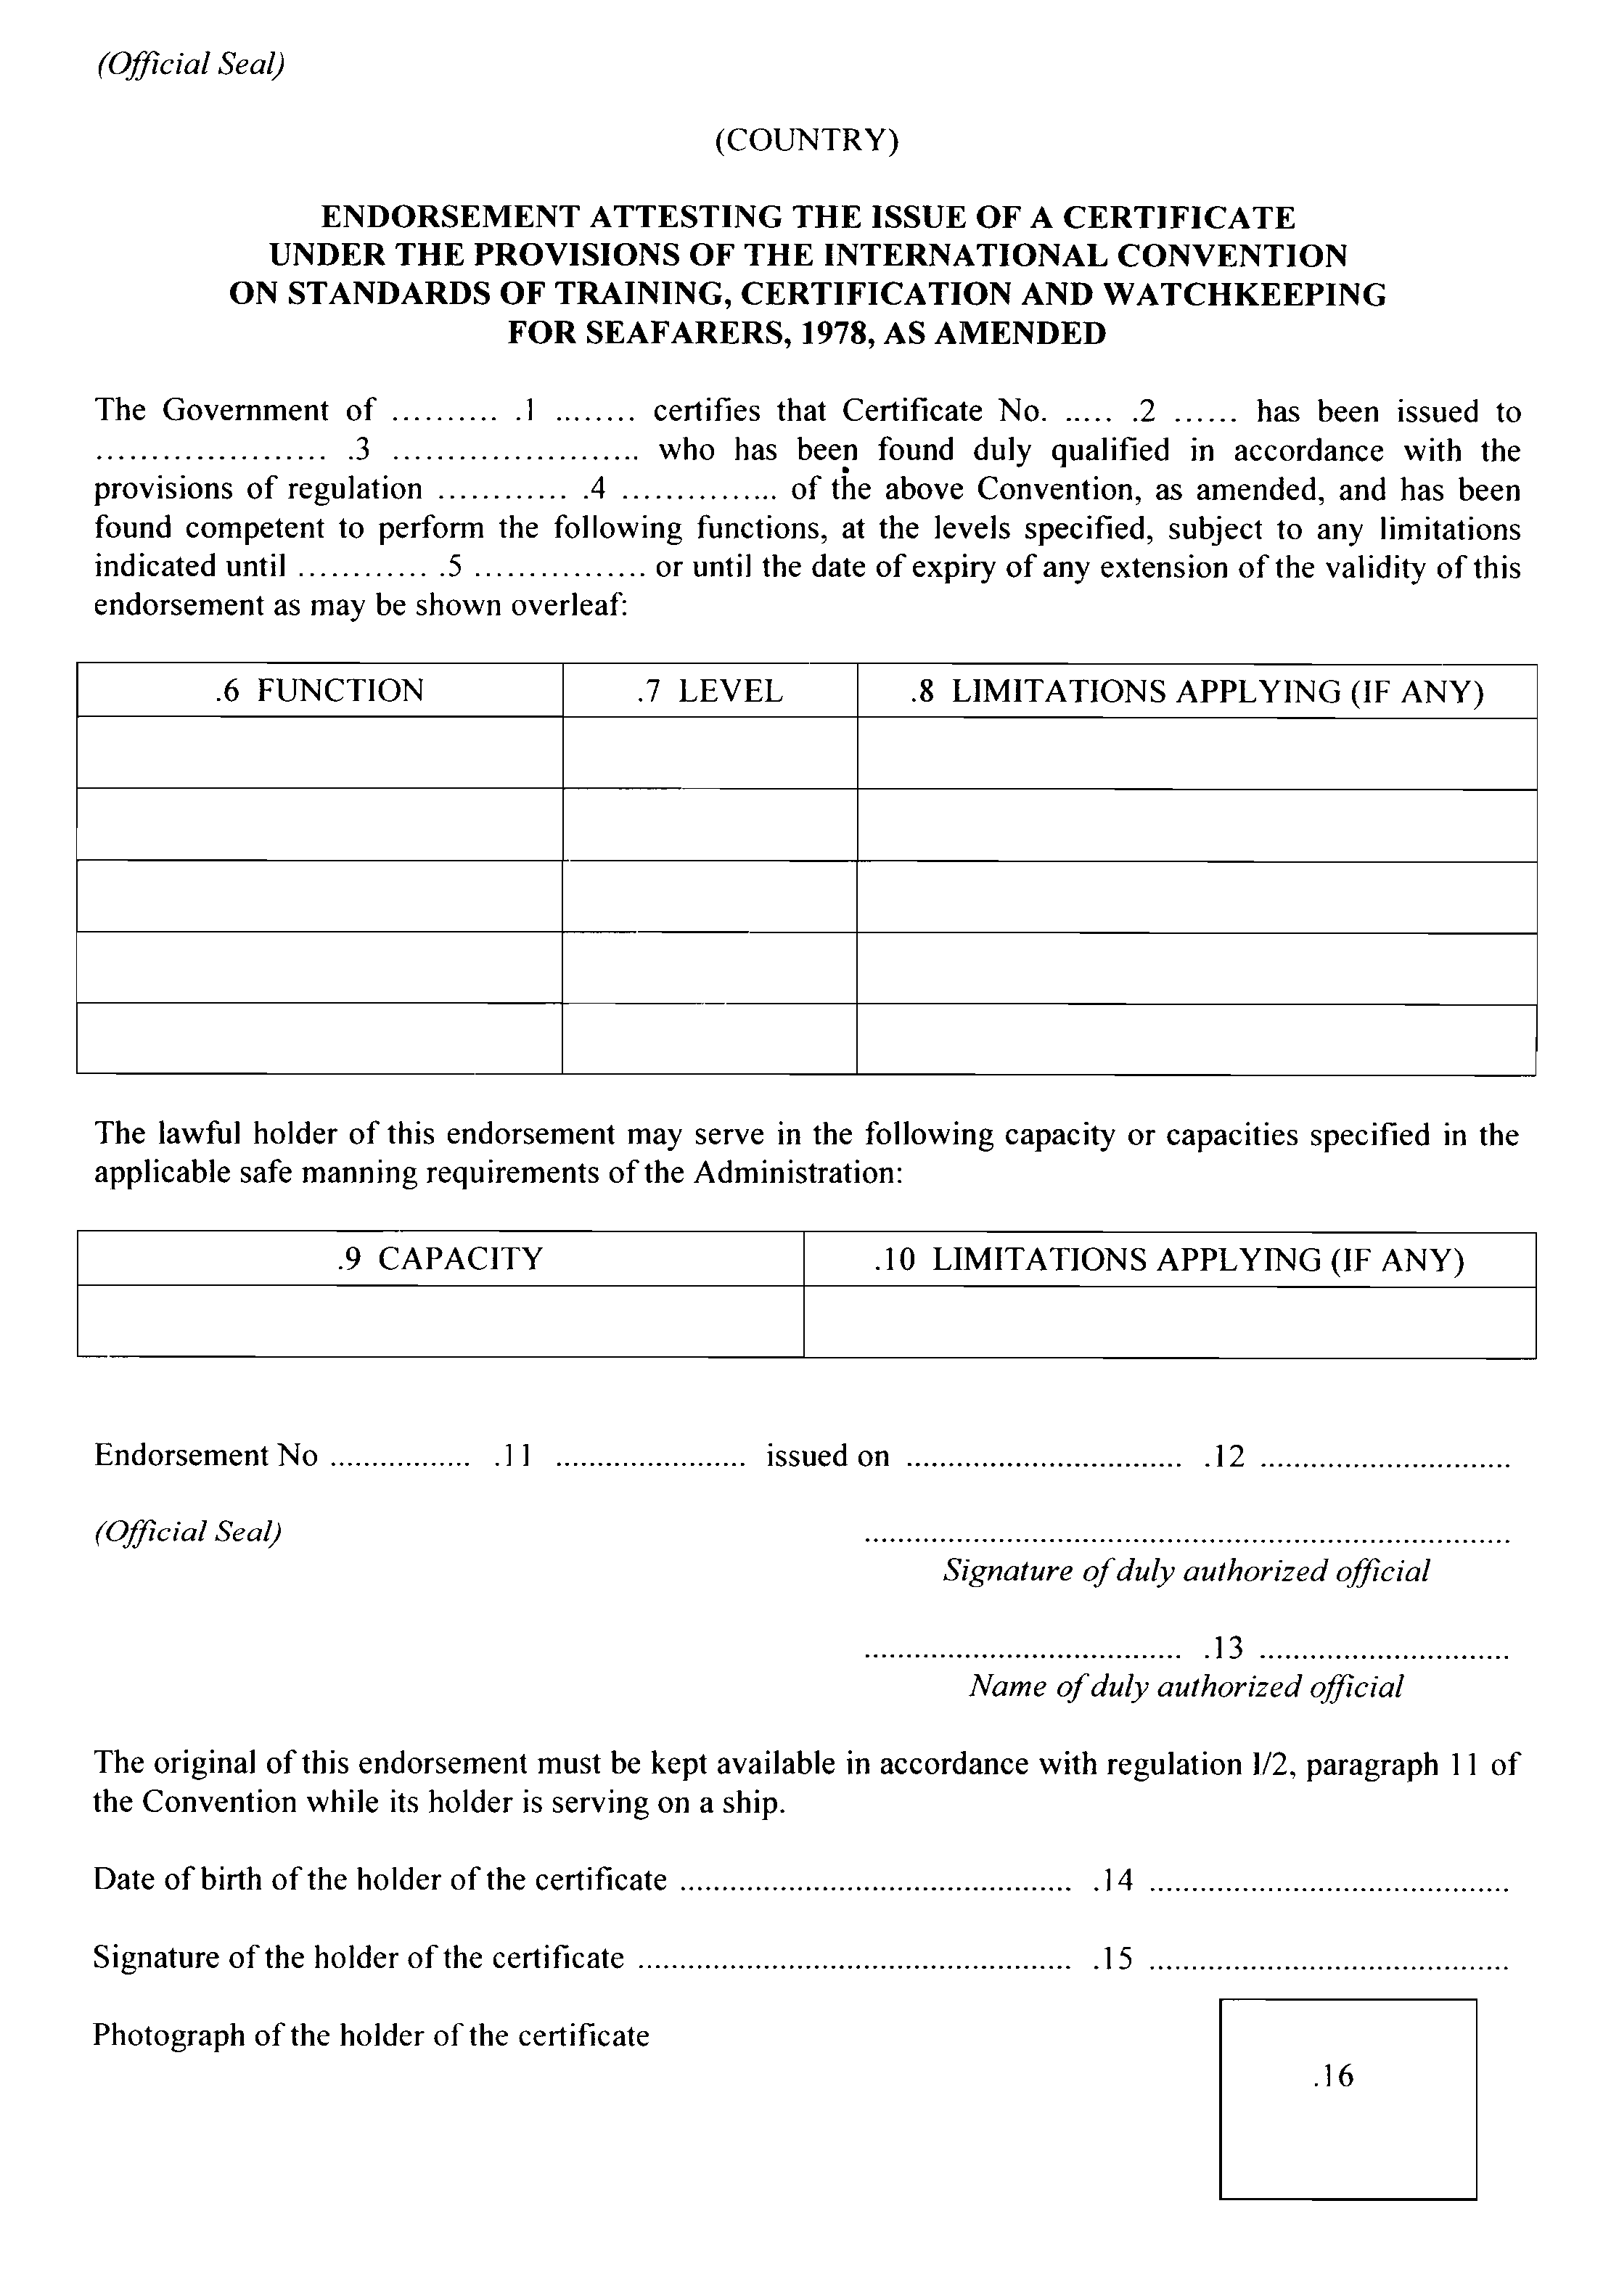 (Official Seal)
(COUNTRY)
ENDORSEMENT ATTESTING THE ISSUE OF A CERTIFICATE
UNDER THE PROVISIONS OF THE INTERNATIONAL CONVENTION
ON STANDARDS OF TRAINING, CERTIFICATION AND WATCHKEEPING
FOR SEAFARERS, 1978, AS AMENDED
The Government of .......... .1 ........ certifies that Certificate No. ..... .2 ...... has been issued to
...................... .3 ....................... who has been found duly qualified in accordance with the
provisions of regulation ............ .4 ............... of the above Convention, as amended, and has been
found competent to perform the following functions, at the levels specified, subject to any limitations
indicated until ............ .5 ................ or until the date of expiry of any extension of the validity of this
endorsement as may be shown overleaf:
.6 FUNCTION .7 LEVEL .8 LIMITATIONS APPLYING (IF ANY)
The lawful holder of this endorsement may serve in the following capacity or capacities specified in the
applicable safe manning requirements of the Administration:
.9 CAPACITY .10 LIMITATIONS APPLYING (IF ANY)
Endorsement No ................. .11 ....................... issued on ................................. .12 ..............................
(Official Seal) ..............................................................................
Signature of duly authorized official
...................................... .13 ..............................
Name of duly authorized official
The original of this endorsement must be kept available in accordance with regulation I/2, paragraph 11 of
the Convention while its holder is serving on a ship.
Date of birth of the holder of the certificate ............................................... .14 ...........................................
Signature of the holder of the certificate .................................................... .15 ...........................................
Photograph of the holder of the certificate
.16